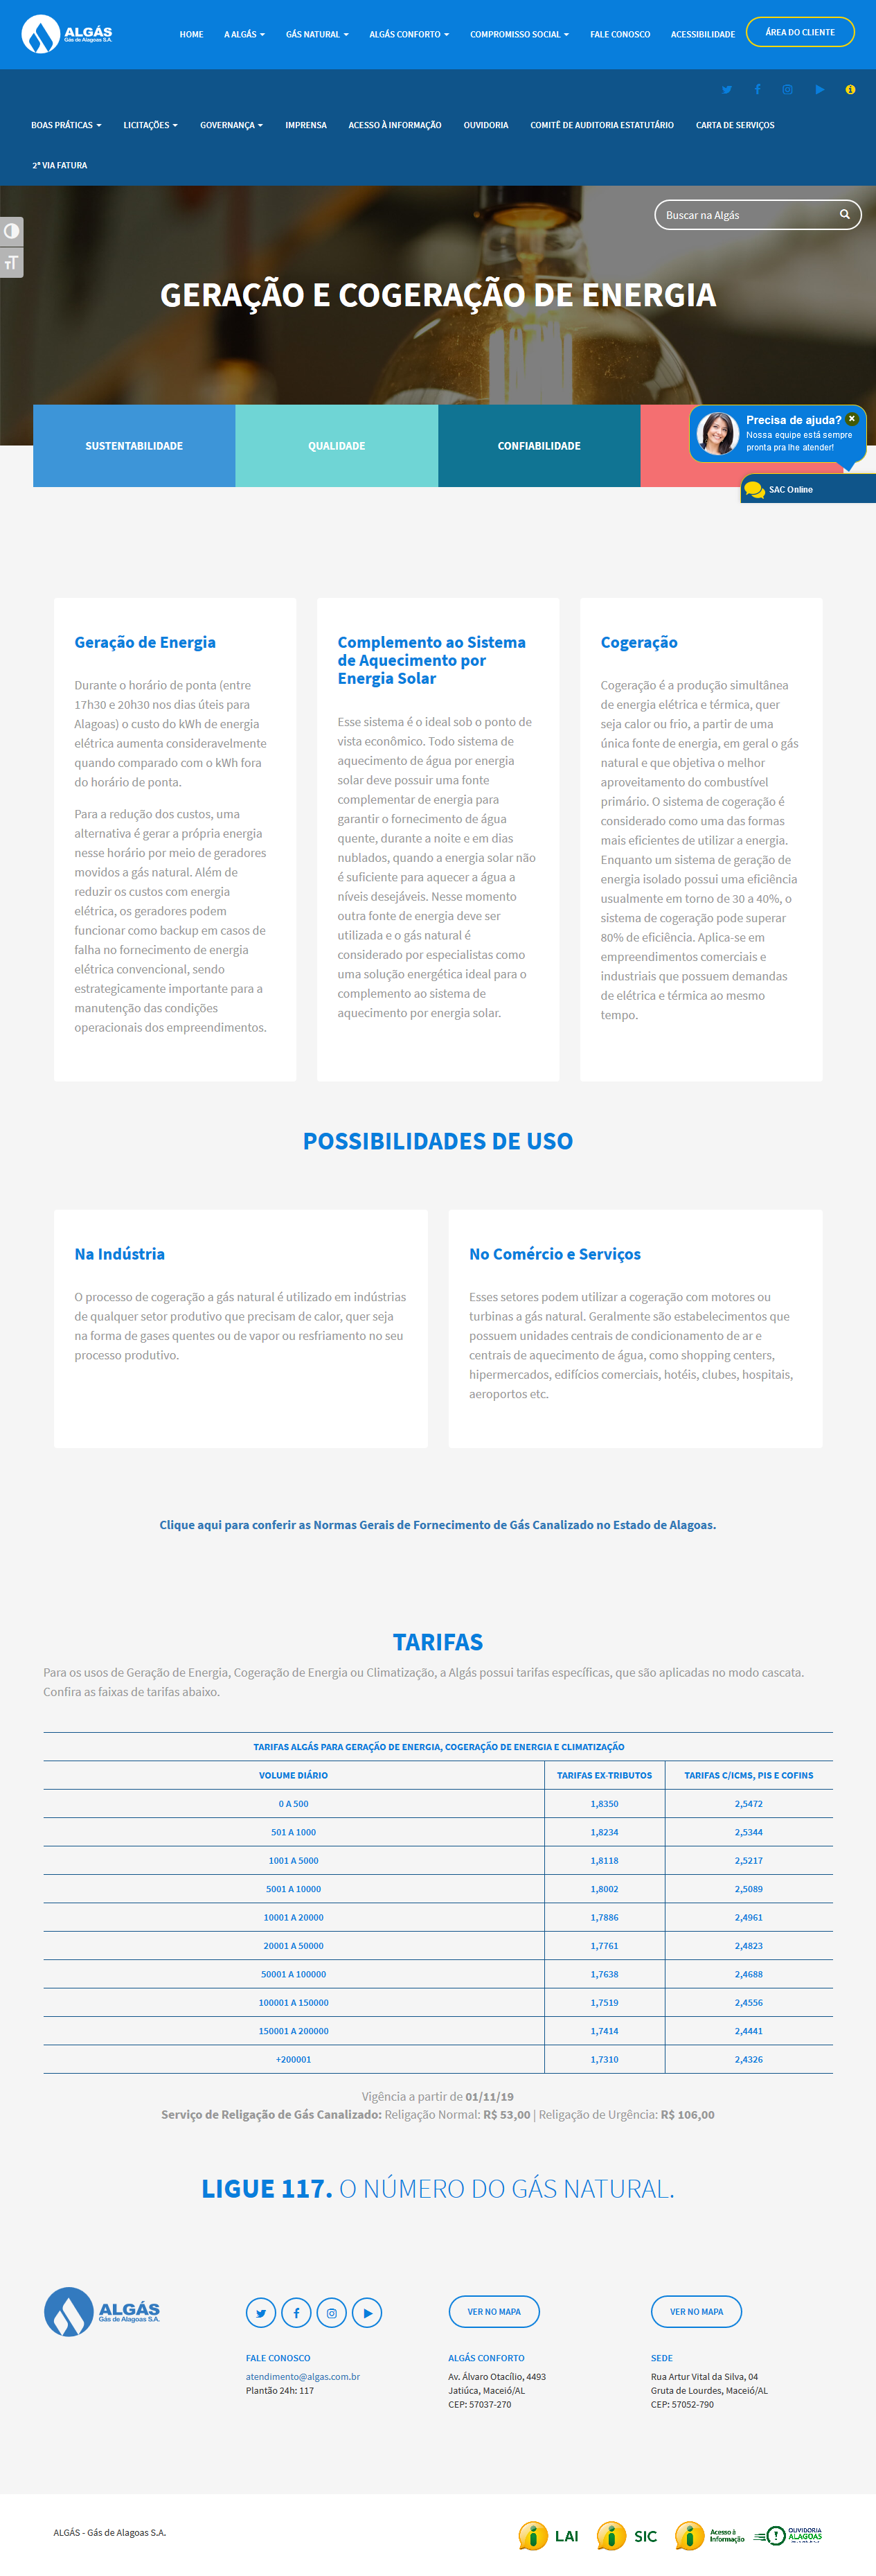 ALGÁS
Gás de Alagoas S.A.
HOME
A ALGÁS
GÁS NATURAL
ALGÁS CONFORTO
COMPROMISSO SOCIAL
FALE CONOSCO
ACESSIBILIDADE
ÁREA DO CLIENTE
BOAS PRÁTICAS
LICITAÇÕES
GOVERNANÇA
IMPRENSA
ACESSO À INFORMAÇÃO
OUVIDORIA
COMITÊ DE AUDITORIA ESTATUTÁRIO
CARTA DE SERVIÇOS
2ª VIA FATURA
Buscar na Algás
GERAÇÃO E COGERAÇÃO DE ENERGIA
SUSTENTABILIDADE
QUALIDADE
CONFIABILIDADE
Precisa de ajuda?
Nossa equipe está sempre
pronta pra lhe atender!
SAC Online
Geração de Energia
Durante o horário de ponta (entre
17h30 e 20h30 nos dias úteis para
Alagoas) o custo do kWh de energia
elétrica aumenta consideravelmente
quando comparado com o kWh fora
do horário de ponta.
Para a redução dos custos, uma
alternativa é gerar a própria energia
nesse horário por meio de geradores
movidos a gás natural. Além de
reduzir os custos com energia
elétrica, os geradores podem
funcionar como backup em casos de
falha no fornecimento de energia
elétrica convencional, sendo
estrategicamente importante para a
manutenção das condições
operacionais dos empreendimentos.
Complemento ao Sistema
de Aquecimento por
Energia Solar
Esse sistema é o ideal sob o ponto de
vista econômico. Todo sistema de
aquecimento de água por energia
solar deve possuir uma fonte
complementar de energia para
garantir o fornecimento de água
quente, durante a noite e em dias
nublados, quando a energia solar não
é suficiente para aquecer a água a
níveis desejáveis. Nesse momento
outra fonte de energia deve ser
utilizada e o gás natural é
considerado por especialistas como
uma solução energética ideal para o
complemento ao sistema de
aquecimento por energia solar.
Cogeração
Cogeração é a produção simultânea
de energia elétrica e térmica, quer
seja calor ou frio, a partir de uma
única fonte de energia, em geral o gás
natural e que objetiva o melhor
aproveitamento do combustível
primário. O sistema de cogeração é
considerado como uma das formas
mais eficientes de utilizar a energia.
Enquanto um sistema de geração de
energia isolado possui uma eficiência
usualmente em torno de 30 a 40%, o
sistema de cogeração pode superar
80% de eficiência. Aplica-se em
empreendimentos comerciais e
industriais que possuem demandas
de elétrica e térmica ao mesmo
tempo.
POSSIBILIDADES DE USO
Na Indústria
O processo de cogeração a gás natural é utilizado em indústrias
de qualquer setor produtivo que precisam de calor, quer seja
na forma de gases quentes ou de vapor ou resfriamento no seu
processo produtivo.
No Comércio e Serviços
Esses setores podem utilizar a cogeração com motores ou
turbinas a gás natural. Geralmente são estabelecimentos que
possuem unidades centrais de condicionamento de ar e
centrais de aquecimento de água, como shopping centers,
hipermercados, edifícios comerciais, hotéis, clubes, hospitais,
aeroportos etc.
Clique aqui para conferir as Normas Gerais de Fornecimento de Gás Canalizado no Estado de Alagoas.
TARIFAS
Para os usos de Geração de Energia, Cogeração de Energia ou Climatização, a Algás possui tarifas específicas, que são aplicadas no modo cascata.
Confira as faixas de tarifas abaixo.
TARIFAS ALGÁS PARA GERAÇÃO DE ENERGIA, COGERAÇÃO DE ENERGIA E CLIMATIZAÇÃO
VOLUME DIÁRIO TARIFAS EX-TRIBUTOS TARIFAS C/ICMS, PIS E COFINS
0 A 500 1,8350 2,5472
501 A 1000 1,8234 2,5344
1001 A 5000 1,8118 2,5217
5001 A 10000 1,8002 2,5089
10001 A 20000 1,7886 2,4961
20001 A 50000 1,7761 2,4823
50001 A 100000 1,7638 2,4688
100001 A 150000 1,7519 2,4556
150001 A 200000 1,7414 2,4441
+200001 1,7310 2,4326
Vigência a partir de 01/11/19
Serviço de Religação de Gás Canalizado: Religação Normal: R$ 53,00 | Religação de Urgência: R$ 106,00
LIGUE 117. O NÚMERO DO GÁS NATURAL.
ALGÁS
Gás de Alagoas S.A.
FALE CONOSCO
atendimento@algas.com.br
Plantão 24h: 117
VER NO MAPA
ALGÁS CONFORTO
Av. Álvaro Otacílio, 4493
Jatiúca, Maceió/AL
CEP: 57037-270
VER NO MAPA
SEDE
Rua Artur Vital da Silva, 04
Gruta de Lourdes, Maceió/AL
CEP: 57052-790
ALGÁS - Gás de Alagoas S.A.
LAI
SIC
Acesso à
Informação
OUVIDORIA
ALAGOAS